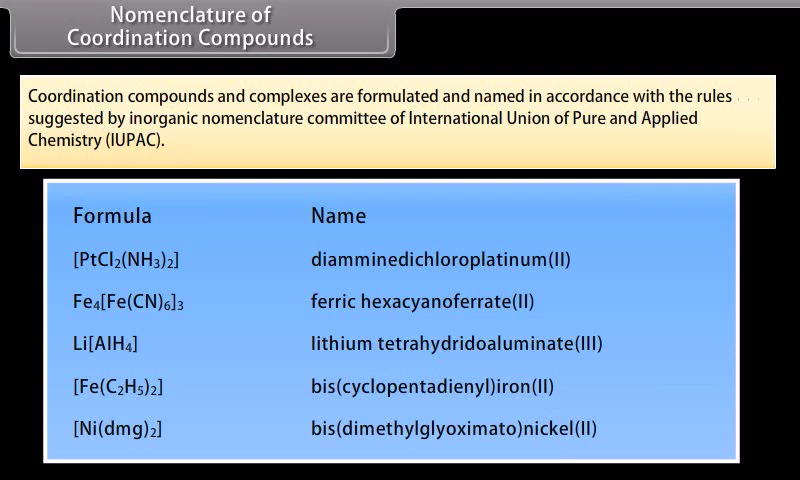 Nomenclature of
Coordination Compounds
Coordination compounds and complexes are formulated and named in accordance with the rules
suggested by inorganic nomenclature committee of International Union of Pure and Applied
Chemistry (IUPAC).
Formula Name
[PtCl₂(NH₃)₂] diamminedichloroplatinum(II)
Fe₄[Fe(CN)₆]₃ ferric hexacyanoferrate(II)
Li[AlH₄] lithium tetrahydridoaluminate(III)
[Fe(C₂H₅)₂] bis(cyclopentadienyl)iron(II)
[Ni(dmg)₂] bis(dimethylglyoximato)nickel(II)